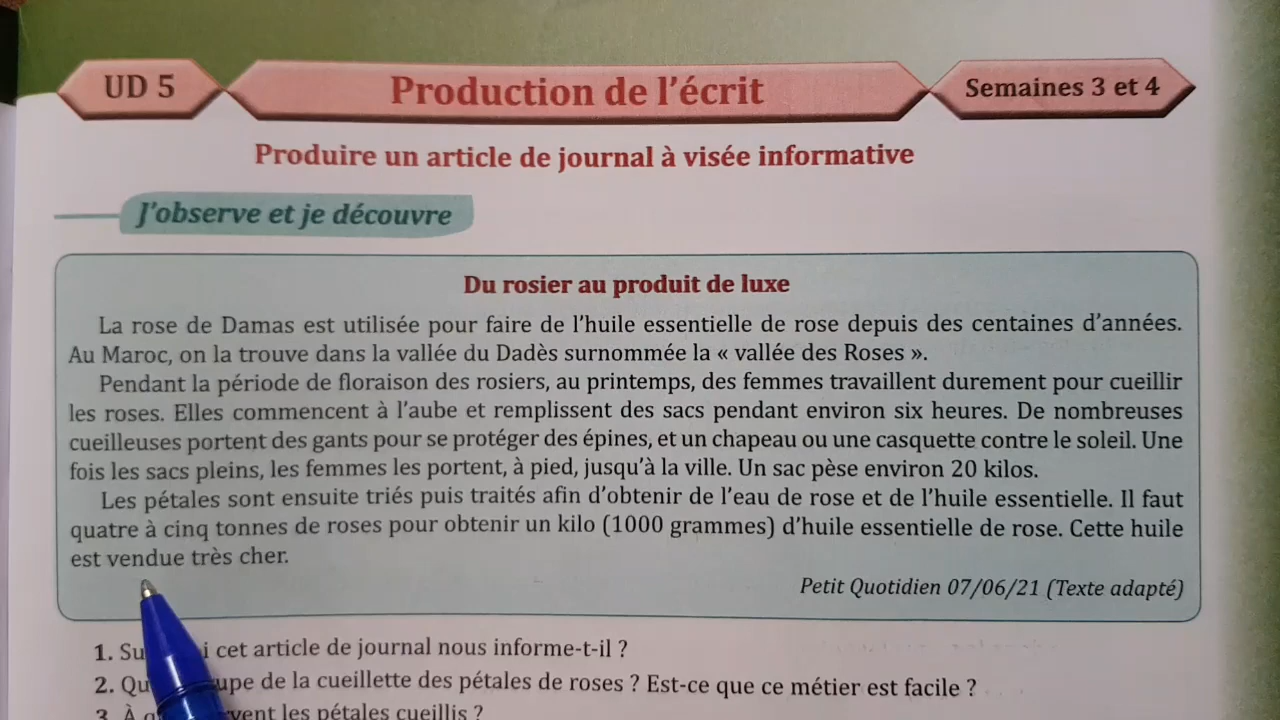 UD 5
Production de l'écrit
Semaines 3 et 4
Produire un article de journal à visée informative
J'observe et je découvre
Du rosier au produit de luxe
La rose de Damas est utilisée pour faire de l'huile essentielle de rose depuis des centaines d'années.
Au Maroc, on la trouve dans la vallée du Dadès surnommée la « vallée des Roses ».
Pendant la période de floraison des rosiers, au printemps, des femmes travaillent durement pour cueillir
les roses. Elles commencent à l'aube et remplissent des sacs pendant environ six heures. De nombreuses
cueilleuses portent des gants pour se protéger des épines, et un chapeau ou une casquette contre le soleil. Une
fois les sacs pleins, les femmes les portent, à pied, jusqu'à la ville. Un sac pèse environ 20 kilos.
Les pétales sont ensuite triés puis traités afin d'obtenir de l'eau de rose et de l'huile essentielle. Il faut
quatre à cinq tonnes de roses pour obtenir un kilo (1000 grammes) d'huile essentielle de rose. Cette huile
est vendue très cher.
Petit Quotidien 07/06/21 (Texte adapté)
1. cet article de journal nous informe-t-il ?
2. de la cueillette des pétales de roses ? Est-ce que ce métier est facile ?
3. À les pétales cueillis ?